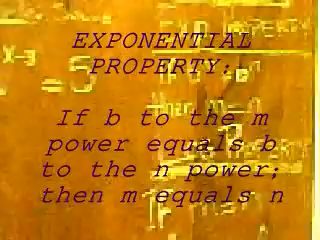 EXPONENTIAL
PROPERTY:
If b to the m
power equals b
to the n power;
then m equals n